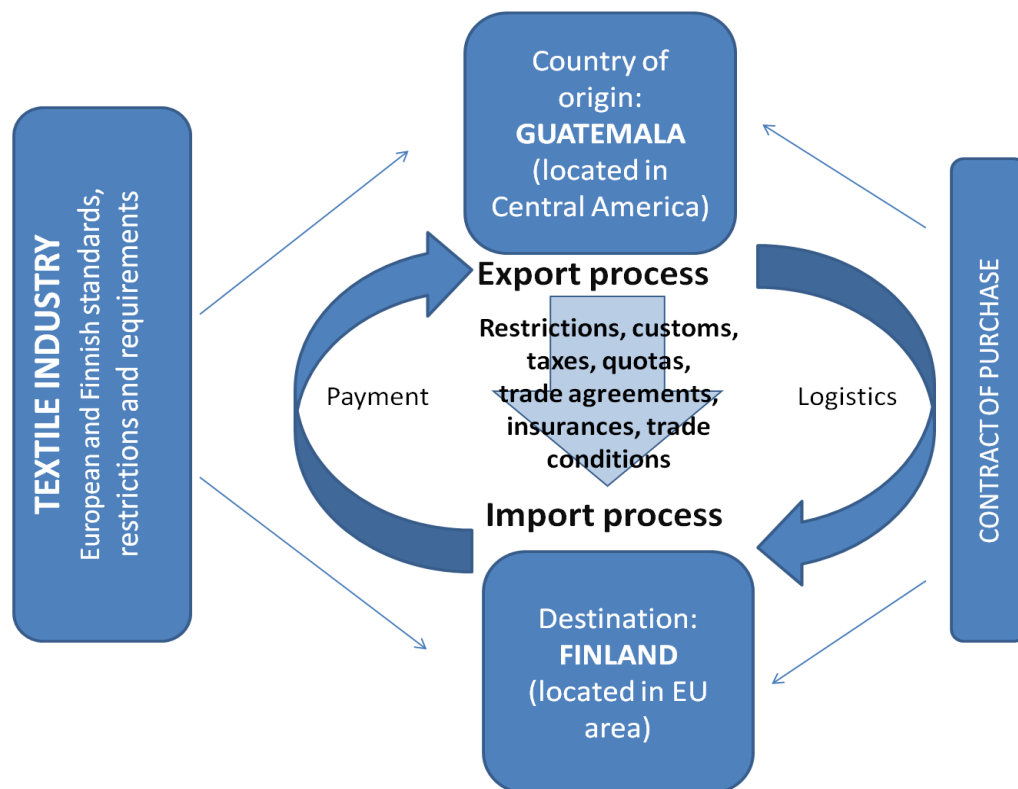 Country of
origin:
GUATEMALA
(located in
Central America)
TEXTILE INDUSTRY
European and Finnish standards,
restrictions and requirements
Export process
Restrictions, customs,
taxes, quotas,
trade agreements,
insurances, trade
conditions
Payment
Logistics
CONTRACT OF PURCHASE
Import process
Destination:
FINLAND
(located in EU
area)